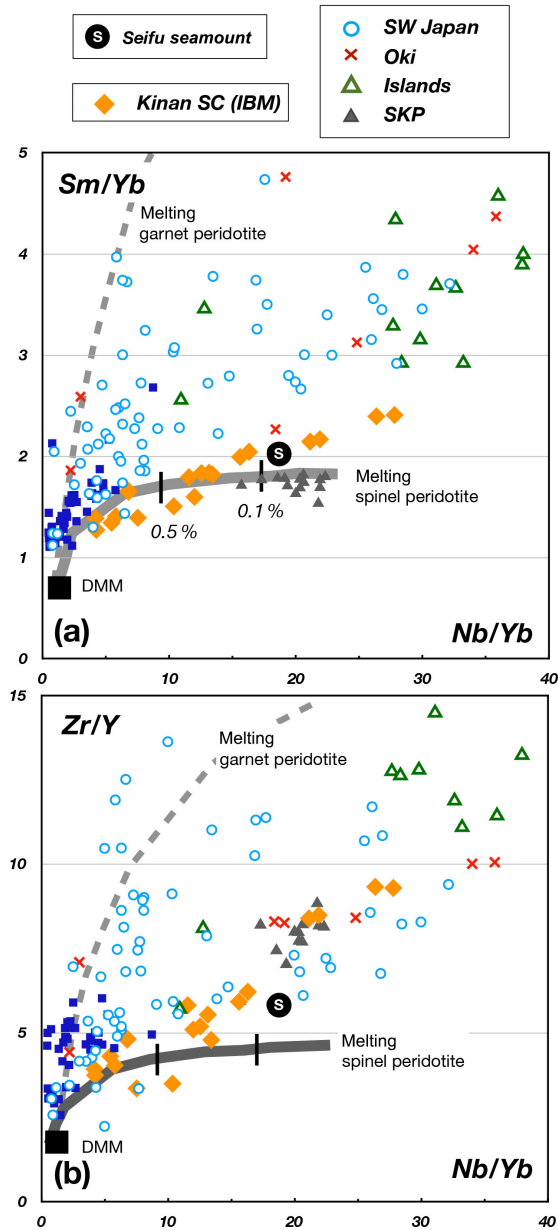 S Seifu seamount
Kinan SC (IBM)
SW Japan
Oki
Islands
SKP
5
4
3
2
1
0
Sm/Yb
Melting
garnet peridotite
S
Melting
spinel peridotite
0.5 %
0.1 %
DMM
(a)
Nb/Yb
0 10 20 30 40
15
10
5
0
Zr/Y
Melting
garnet peridotite
S
Melting
spinel peridotite
DMM
(b)
Nb/Yb
0 10 20 30 40